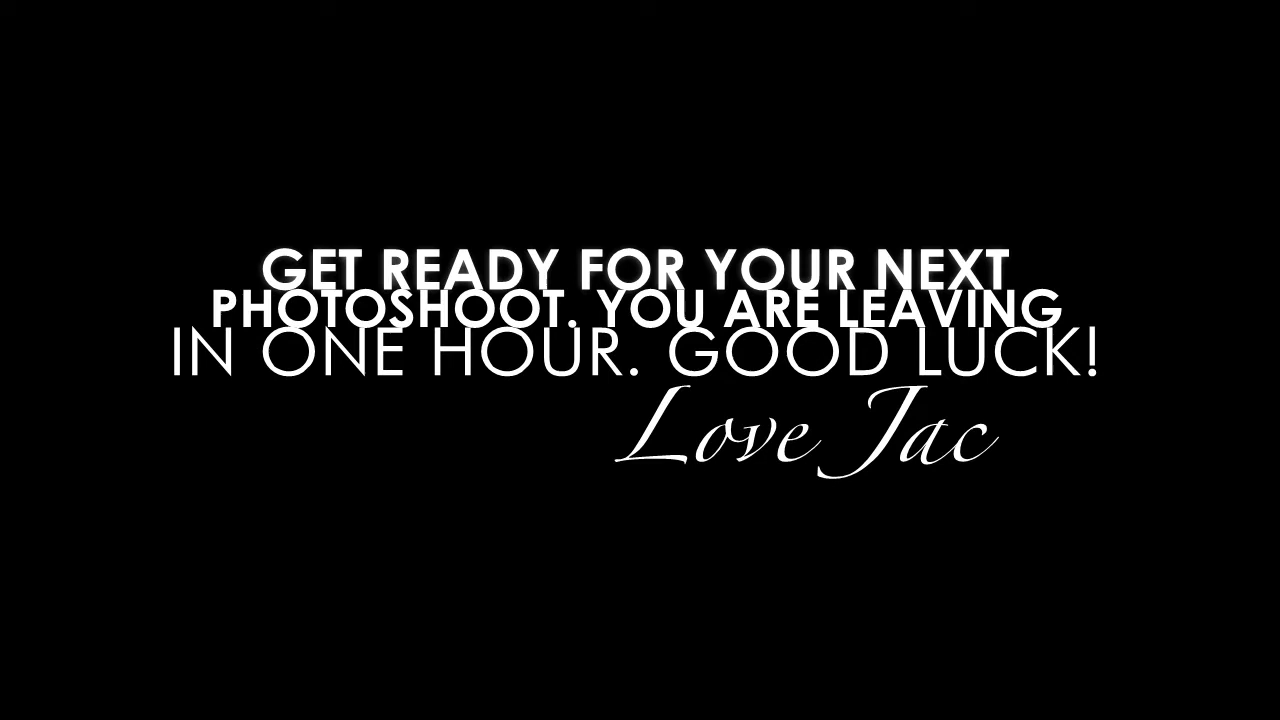 GET READY FOR YOUR NEXT
PHOTOSHOOT. YOU ARE LEAVING
IN ONE HOUR. GOOD LUCK!
Love Jac